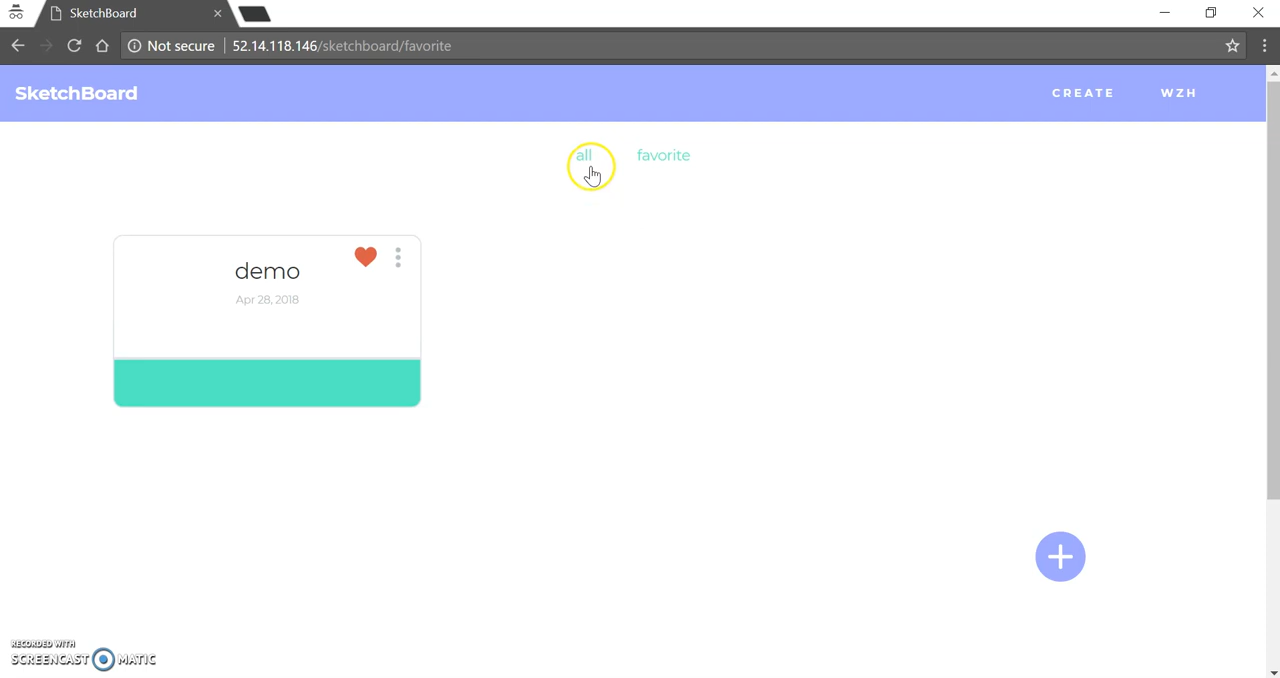 SketchBoard
Not secure 52.14.118.146/sketchboard/favorite
SketchBoard CREATE WZH
all favorite
demo
Apr 28, 2018
RECORDED WITH
SCREENCAST MATIC